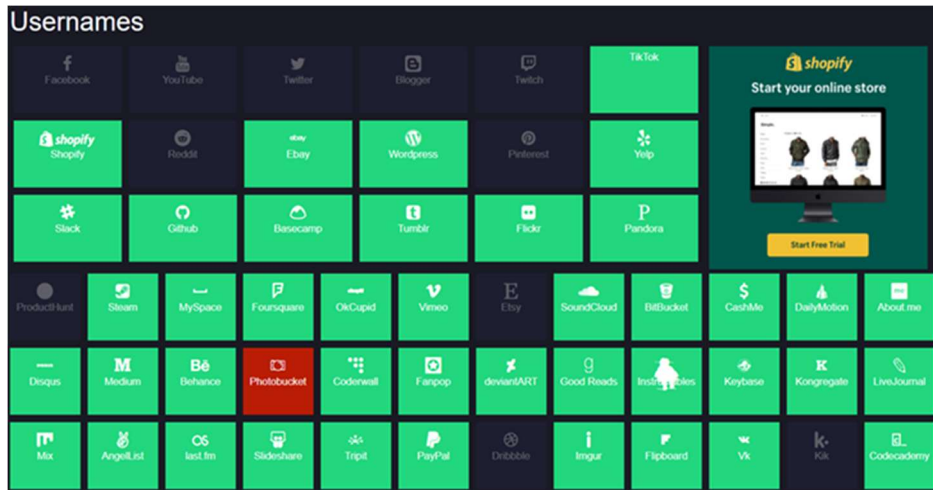 Usernames
Facebook
YouTube
Twitter
Blogger
Twitch
TikTok
shopify
Start your online store
Start Free Trial
shopify
Shopify
Reddit
ebay
Ebay
Wordpress
Pinterest
Yelp
Slack
Github
Basecamp
Tumblr
Flickr
P
Pandora
ProductHunt
Steam
MySpace
Foursquare
OkCupid
Vimeo
E
Etsy
SoundCloud
BitBucket
$
CashMe
DailyMotion
me
About.me
Disqus
M
Medium
Bē
Behance
Photobucket
Coderwall
Fanpop
deviantART
g
Good Reads
Keybase
K
Kongregate
LiveJournal
Mix
AngelList
last.fm
Slideshare
Tripit
PayPal
Dribbble
i
Imgur
Flipboard
Vk
k.
Kik
Codecademy